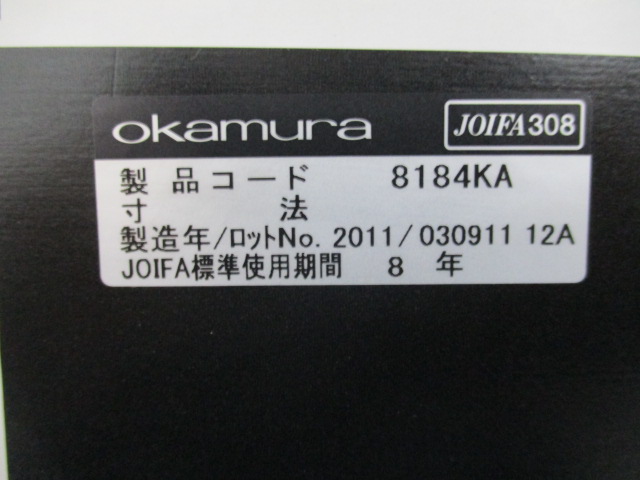 okamura JOIFA308
製品コード 8184KA
寸法
製造年/ロットNo. 2011/030911 12A
JOIFA標準使用期間 8 年